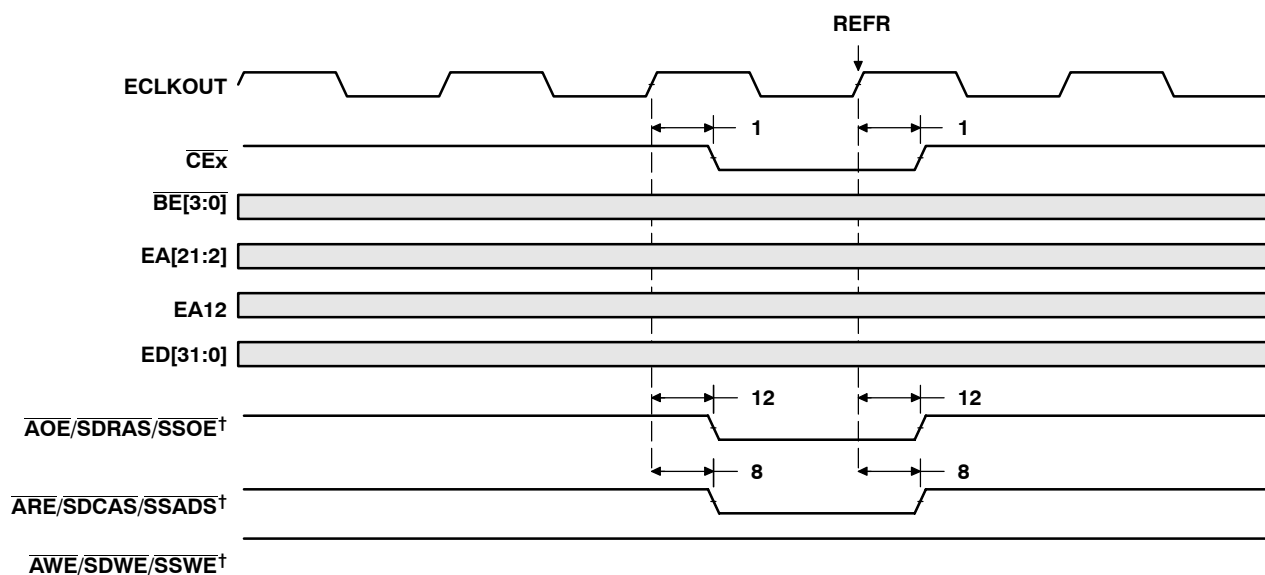 REFR
ECLKOUT
1 1
CEx
BE[3:0]
EA[21:2]
EA12
ED[31:0]
12 12
AOE/SDRAS/SSOE†
8 8
ARE/SDCAS/SSADS†
AWE/SDWE/SSWE†